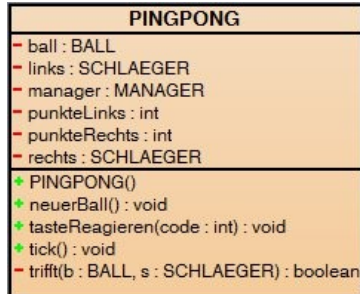 PINGPONG
- ball : BALL
- links : SCHLAEGER
- manager : MANAGER
- punkteLinks : int
- punkteRechts : int
- rechts : SCHLAEGER
+ PINGPONG()
+ neuerBall() : void
+ tasteReagieren(code : int) : void
+ tick() : void
- trifft(b : BALL, s : SCHLAEGER) : boolean